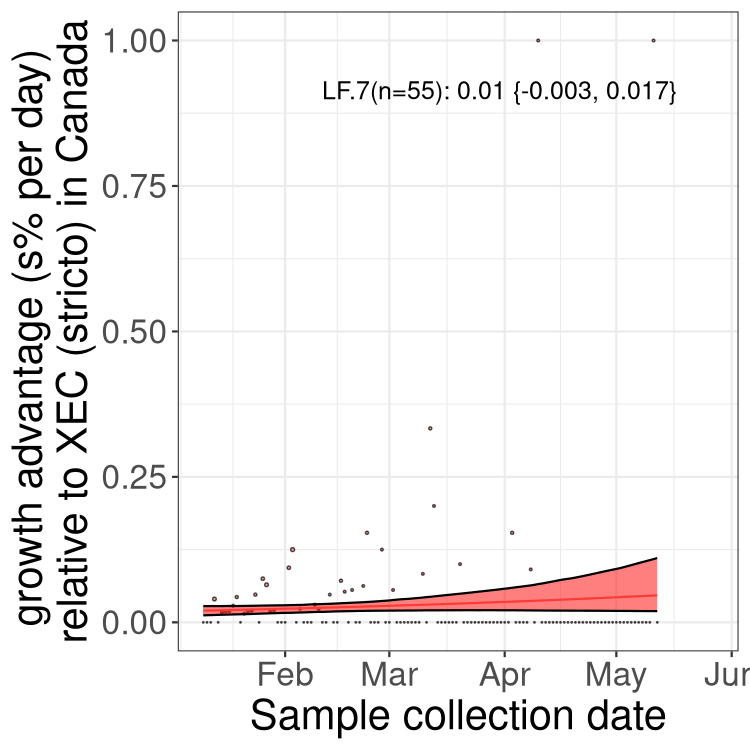 growth advantage (s% per day)
relative to XEC (stricto) in Canada
1.00
0.75
0.50
0.25
0.00
LF.7(n=55): 0.01 {-0.003, 0.017}
Feb Mar Apr May Jur
Sample collection date